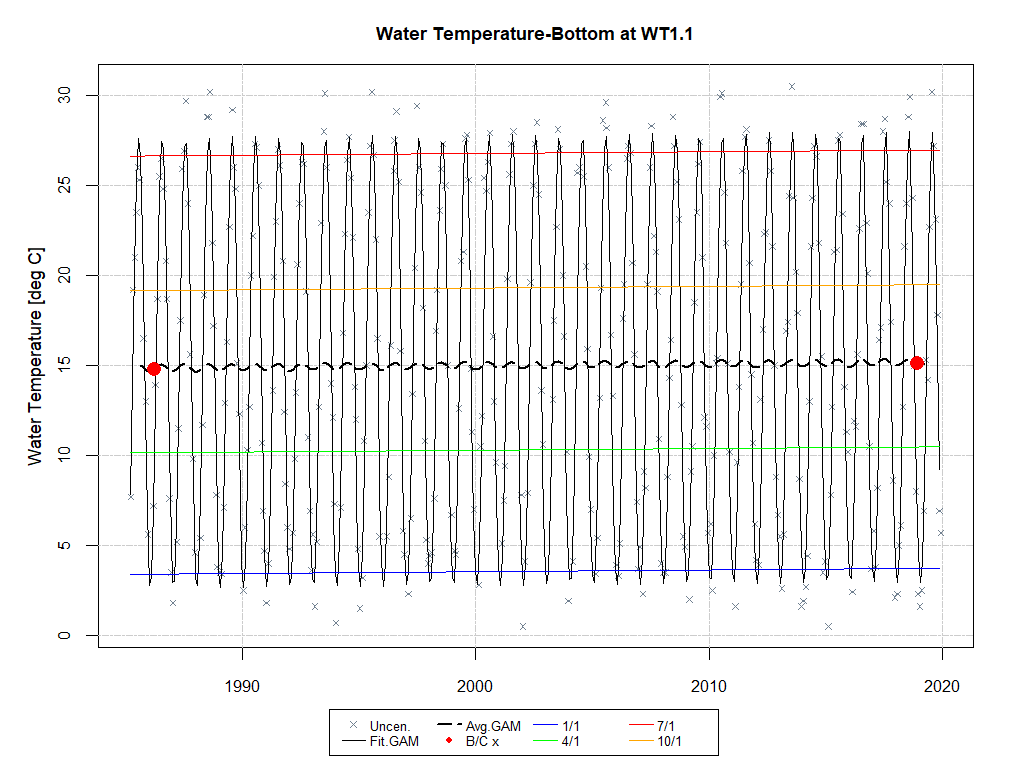 Water Temperature-Bottom at WT1.1
Water Temperature [deg C]
30
25
20
15
10
5
0
1990 2000 2010 2020
Uncen. Avg.GAM 1/1 7/1
Fit.GAM B/C x 4/1 10/1